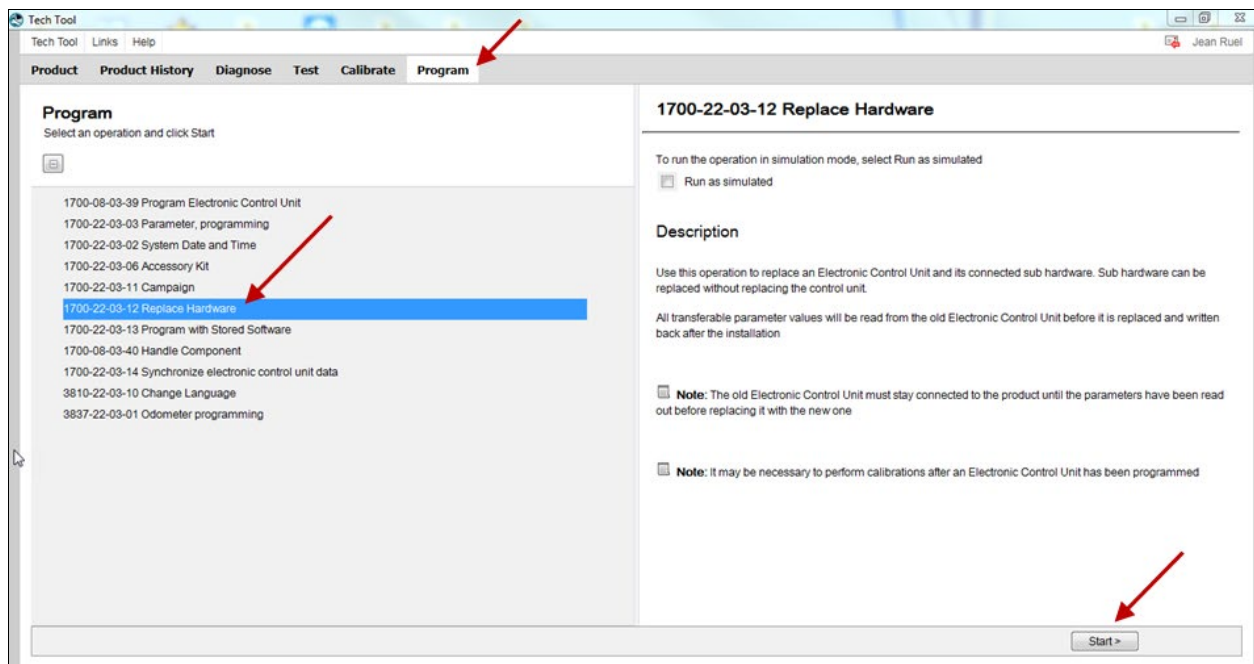 Tech Tool
Tech Tool Links Help
Jean Ruel
Product Product History Diagnose Test Calibrate Program
Program
Select an operation and click Start
1700-08-03-39 Program Electronic Control Unit
1700-22-03-03 Parameter, programming
1700-22-03-02 System Date and Time
1700-22-03-06 Accessory Kit
1700-22-03-11 Campaign
1700-22-03-12 Replace Hardware
1700-22-03-13 Program with Stored Software
1700-08-03-40 Handle Component
1700-22-03-14 Synchronize electronic control unit data
3810-22-03-10 Change Language
3837-22-03-01 Odometer programming
1700-22-03-12 Replace Hardware
To run the operation in simulation mode, select Run as simulated
Run as simulated
Description
Use this operation to replace an Electronic Control Unit and its connected sub hardware. Sub hardware can be
replaced without replacing the control unit.
All transferable parameter values will be read from the old Electronic Control Unit before it is replaced and written
back after the installation
Note: The old Electronic Control Unit must stay connected to the product until the parameters have been read
out before replacing it with the new one
Note: It may be necessary to perform calibrations after an Electronic Control Unit has been programmed
Start >